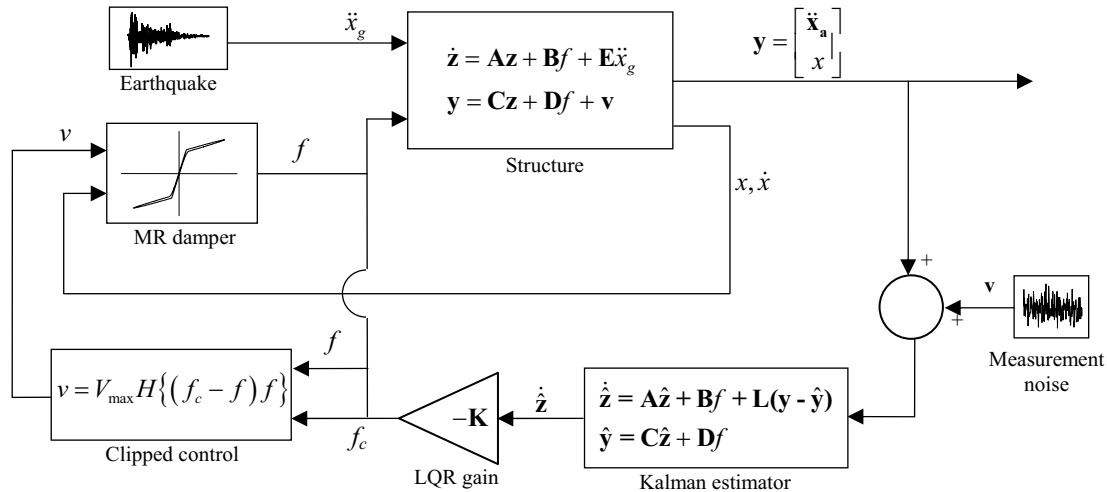 ẍ_g
Earthquake
ż = Az + Bf + Eẍ_g
y = Cz + Df + v
Structure
y = [ẍ_a
x]
v
f
MR damper
x, ẋ
+
v
+
Measurement
noise
f
v = V_max H{(f_c − f) f}
Clipped control
f_c
−K
LQR gain
ẑ̇
ẑ̇ = Aẑ + Bf + L(y - ŷ)
ŷ = Cẑ + Df
Kalman estimator